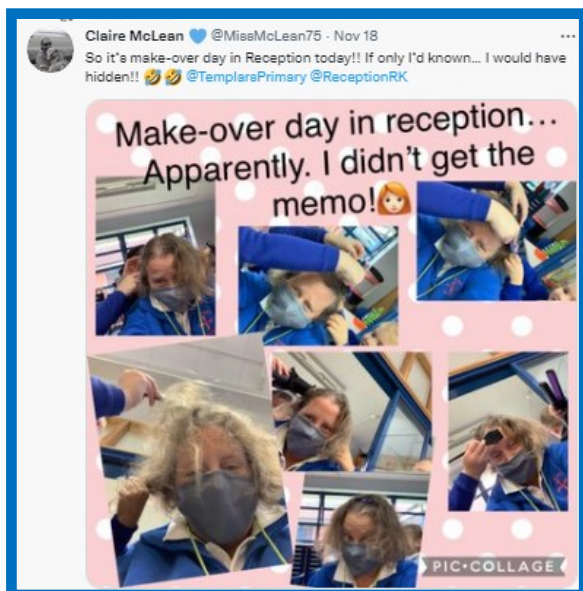 Claire McLean 💙 @MissMcLean75 · Nov 18
So it's make-over day in Reception today!! If only I'd known... I would have
hidden!! 🤣🤣 @TemplarsPrimary @ReceptionRK
Make-over day in reception...
Apparently. I didn't get the
memo!👩‍🦰
PIC•COLLAGE